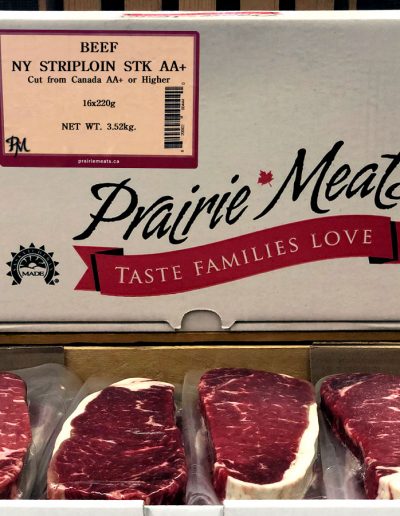 BEEF
NY STRIPLOIN STK AA+
Cut from Canada AA+ or Higher
16x220g
NET WT. 3.52kg.
PM
prairiemeats.ca
Prairie Meats
TASTE FAMILIES LOVE
MADE